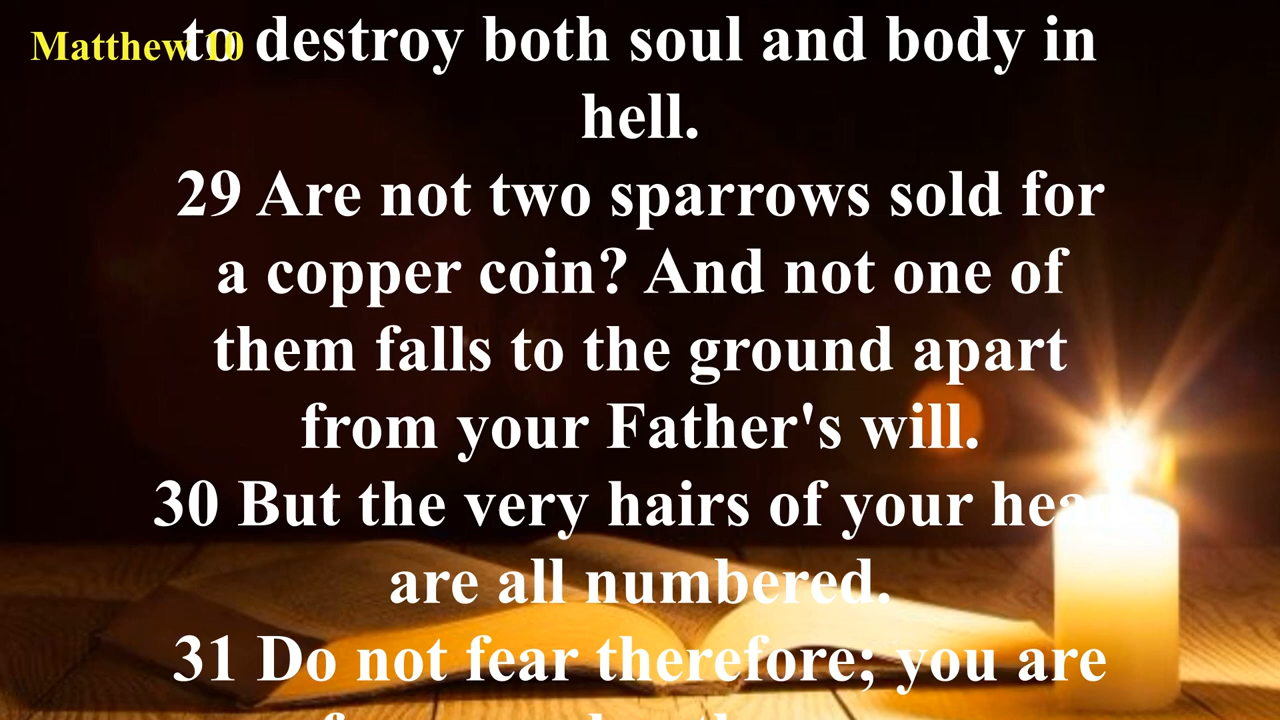 Matthew 10
to destroy both soul and body in
hell.
29 Are not two sparrows sold for
a copper coin? And not one of
them falls to the ground apart
from your Father's will.
30 But the very hairs of your head
are all numbered.
31 Do not fear therefore; you are